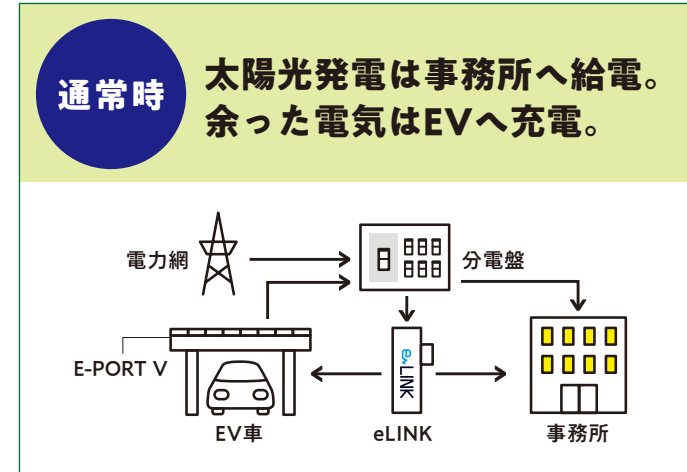 通常時
太陽光発電は事務所へ給電。
余った電気はEVへ充電。
電力網
分電盤
E-PORT V
eLINK
EV車
eLINK
事務所